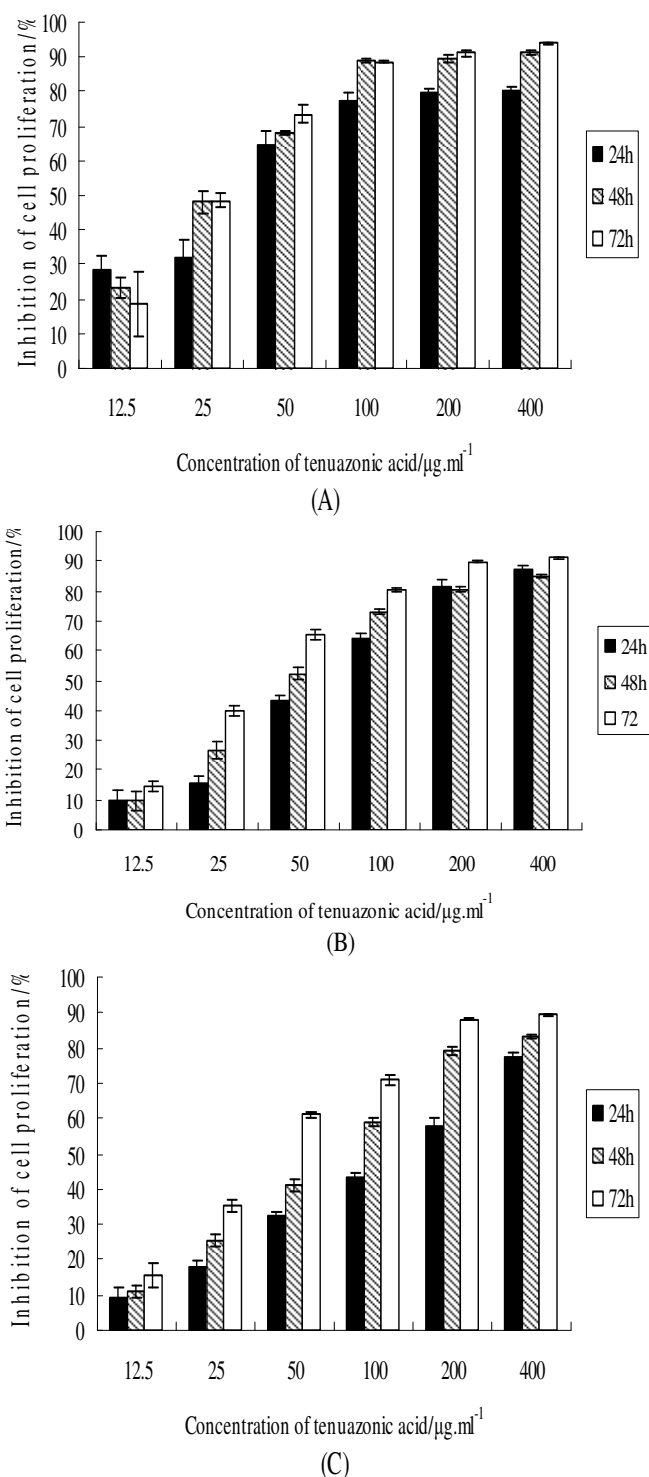 Inhibition of cell proliferation/%
100
90
80
70
60
50
40
30
20
10
0
12.5 25 50 100 200 400
Concentration of tenuazonic acid/μg.ml-1
24h
48h
72h
(A)
Inhibition of cell proliferation/%
100
90
80
70
60
50
40
30
20
10
0
12.5 25 50 100 200 400
Concentration of tenuazonic acid/μg.ml-1
24h
48h
72
(B)
Inhibition of cell proliferation/%
100
90
80
70
60
50
40
30
20
10
0
12.5 25 50 100 200 400
Concentration of tenuazonic acid/μg.ml-1
24h
48h
72h
(C)